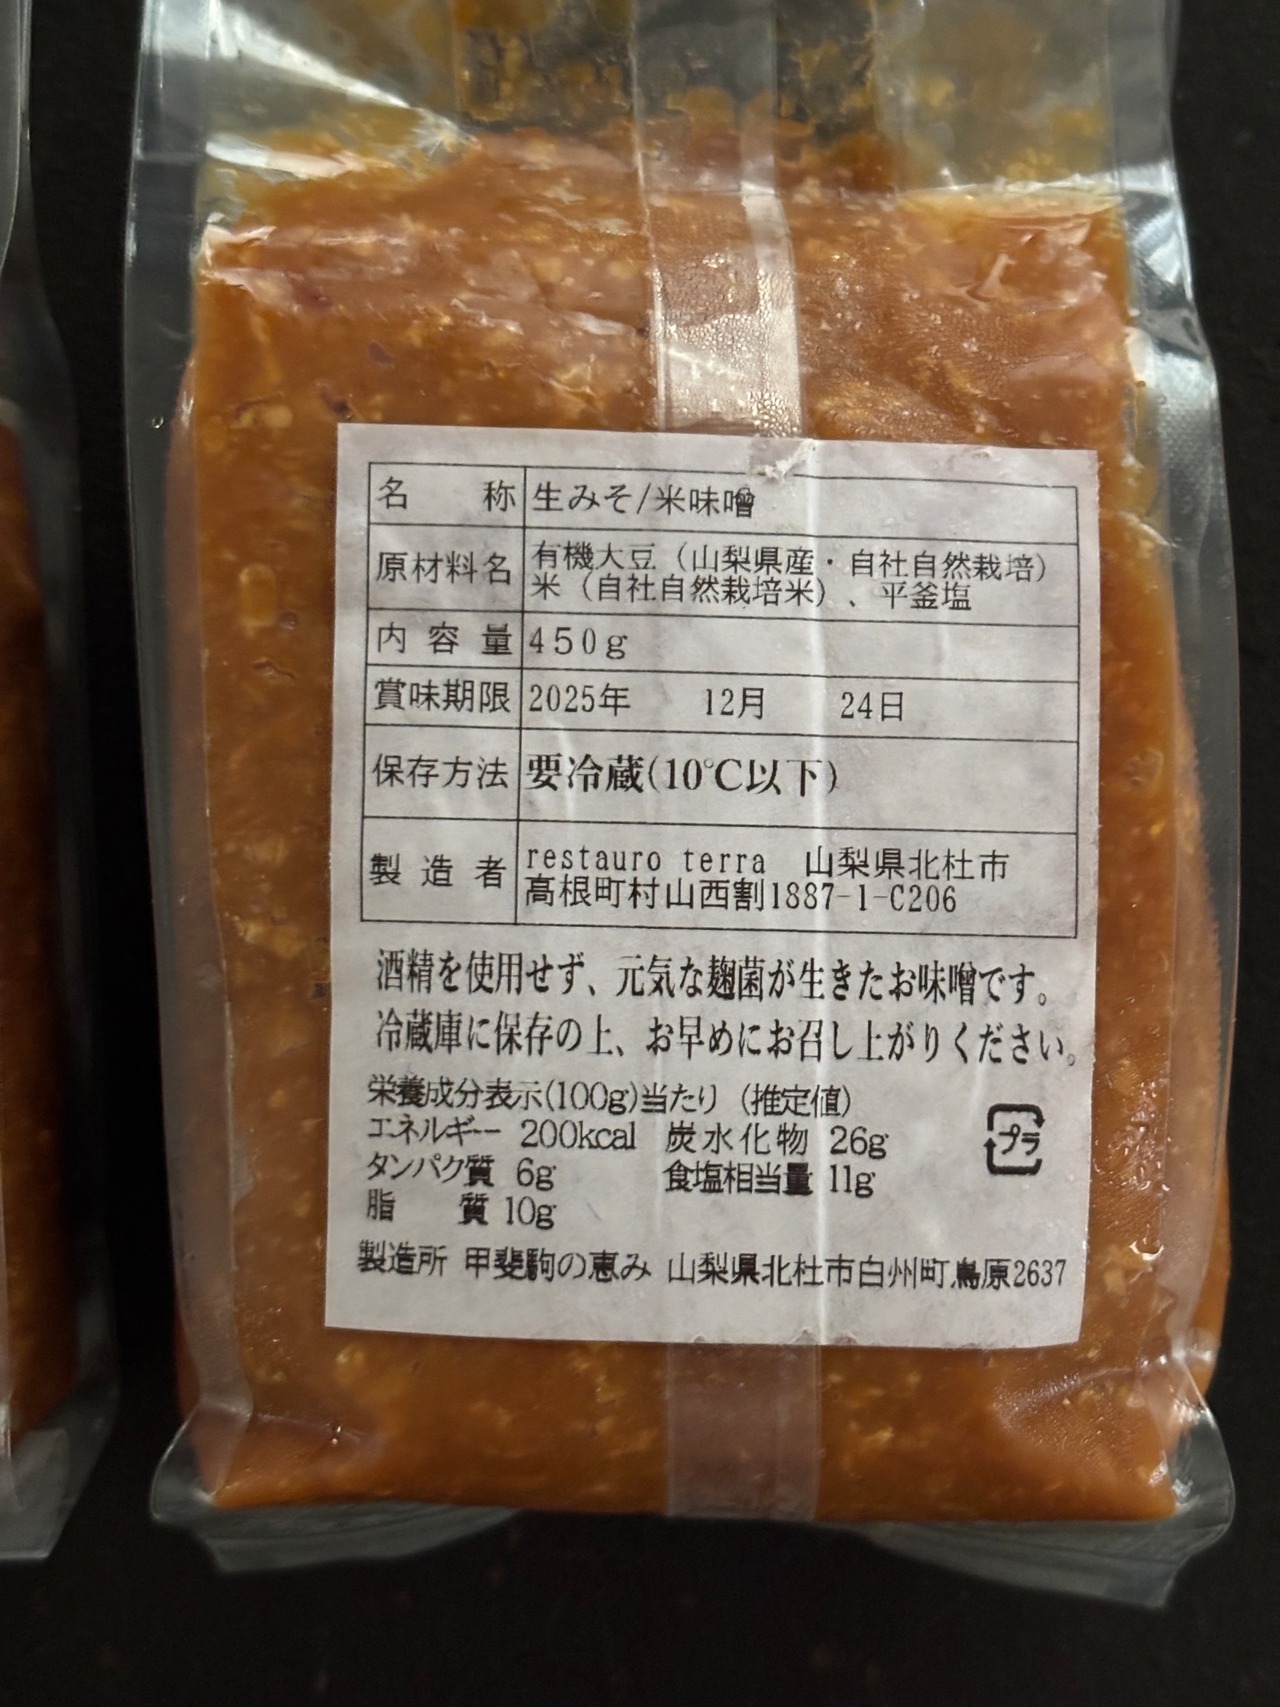 名称 生みそ/米味噌
原材料名 有機大豆（山梨県産・自社自然栽培）
米（自社自然栽培米）、平釜塩
内容量 450g
賞味期限 2025年 12月 24日
保存方法 要冷蔵(10℃以下)
製造者 restauro terra 山梨県北杜市
高根町村山西割1887-1-C206
酒精を使用せず、元気な麹菌が生きたお味噌です。
冷蔵庫に保存の上、お早めにお召し上がりください。
栄養成分表示(100g)当たり（推定値）
エネルギー 200kcal 炭水化物 26g
タンパク質 6g 食塩相当量 11g
脂質 10g
プラ
製造所 甲斐駒の恵み 山梨県北杜市白州町鳥原2637